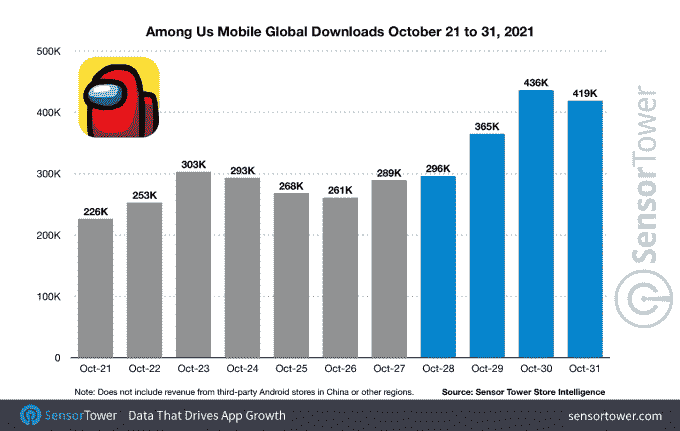 Among Us Mobile Global Downloads October 21 to 31, 2021
500K
400K
300K
200K
100K
0
226K
253K
303K
293K
268K
261K
289K
296K
365K
436K
419K
Oct-21 Oct-22 Oct-23 Oct-24 Oct-25 Oct-26 Oct-27 Oct-28 Oct-29 Oct-30 Oct-31
SensorTower
Note: Does not include revenue from third-party Android stores in China or other regions. Source: Sensor Tower Store Intelligence
SensorTower Data That Drives App Growth sensortower.com